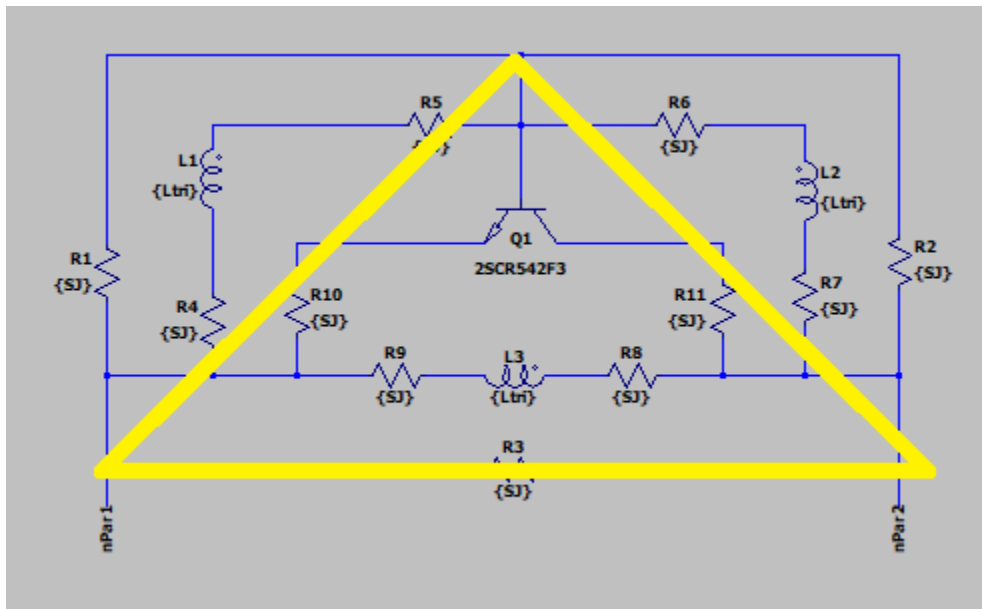 R5
R6
{SJ}
L1
{Ltri}
L2
{Ltri}
Q1
2SCR542F3
R1
{SJ}
R2
{SJ}
R10
{SJ}
R11
{SJ}
R4
{SJ}
R7
{SJ}
R9
{SJ}
L3
{Ltri}
R8
{SJ}
R3
{SJ}
nPar1
nPar2